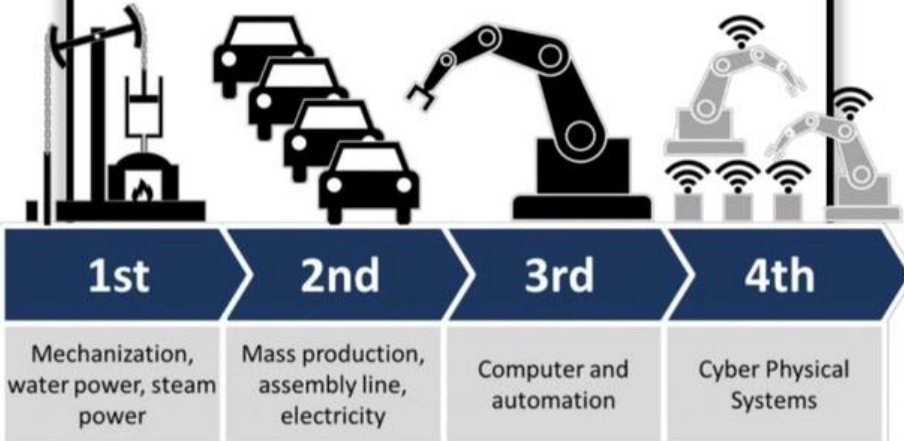 1st
2nd
3rd
4th
Mechanization,
water power, steam
power
Mass production,
assembly line,
electricity
Computer and
automation
Cyber Physical
Systems